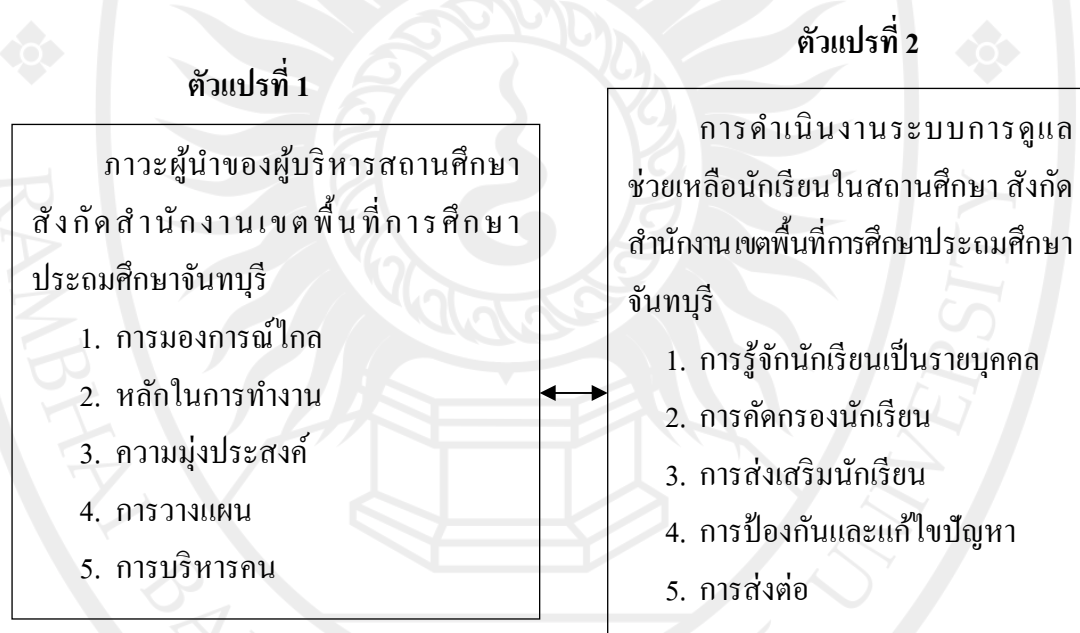 ตัวแปรที่ 1
ภาวะผู้นำของผู้บริหารสถานศึกษา
สังกัดสำนักงานเขตพื้นที่การศึกษา
ประถมศึกษาจันทบุรี
1. การมองการณ์ไกล
2. หลักในการทำงาน
3. ความมุ่งประสงค์
4. การวางแผน
5. การบริหารคน
ตัวแปรที่ 2
การดำเนินงานระบบการดูแล
ช่วยเหลือนักเรียนในสถานศึกษา สังกัด
สำนักงานเขตพื้นที่การศึกษาประถมศึกษา
จันทบุรี
1. การรู้จักนักเรียนเป็นรายบุคคล
2. การคัดกรองนักเรียน
3. การส่งเสริมนักเรียน
4. การป้องกันและแก้ไขปัญหา
5. การส่งต่อ
UNIVERSITY